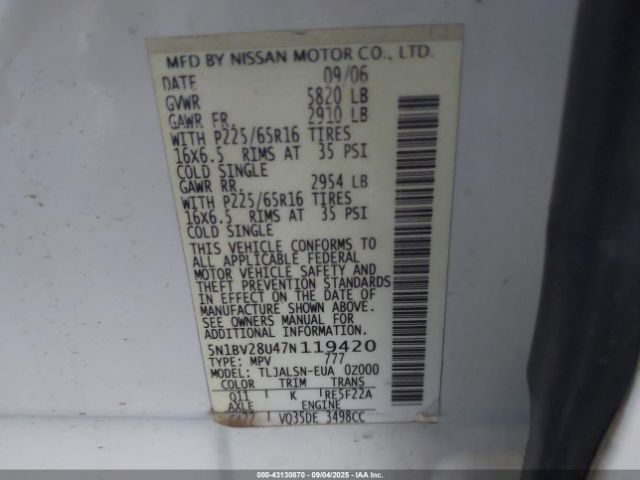 MFD BY NISSAN MOTOR CO., LTD.
DATE 09/06
GVWR 5820 LB
GAWR FR. 2910 LB
WITH P225/65R16 TIRES
16X6.5 RIMS AT 35 PSI
COLD SINGLE
GAWR RR. 2954 LB
WITH P225/65R16 TIRES
16X6.5 RIMS AT 35 PSI
COLD SINGLE
THIS VEHICLE CONFORMS TO
ALL APPLICABLE FEDERAL
MOTOR VEHICLE SAFETY AND
THEFT PREVENTION STANDARDS
IN EFFECT ON THE DATE OF
MANUFACTURE SHOWN ABOVE.
SEE OWNERS MANUAL FOR
ADDITIONAL INFORMATION.
5N1BV28U47N119420
TYPE: MPV 777
MODEL: TLJALSN-EUA 0Z000
COLOR TRIM TRANS
Q11 K RE5F22A
AXLE ENGINE
VQ35DE 3498CC
000-43130870 - 09/04/2025 - IAAI.COM